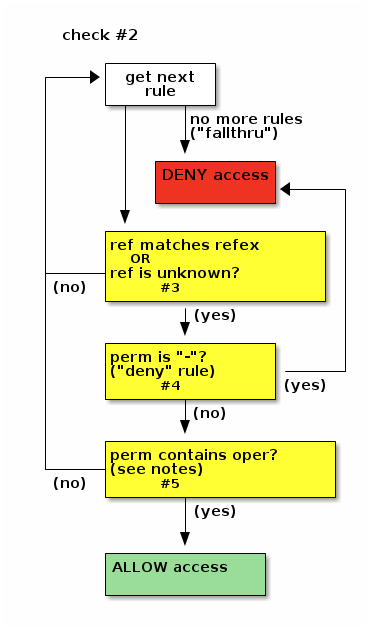 check #2
get next
rule
no more rules
("fallthru")
DENY access
ref matches refex
OR
ref is unknown?
#3
(no)
(yes)
perm is "-"?
("deny" rule)
#4
(yes)
(no)
perm contains oper?
(see notes)
#5
(no)
(yes)
ALLOW access